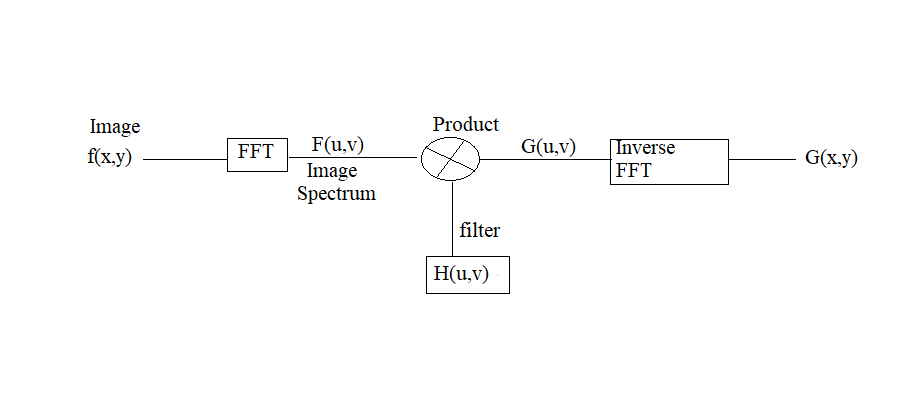 Image
f(x,y)
FFT
F(u,v)
Image
Spectrum
Product
filter
H(u,v)
G(u,v)
Inverse
FFT
G(x,y)